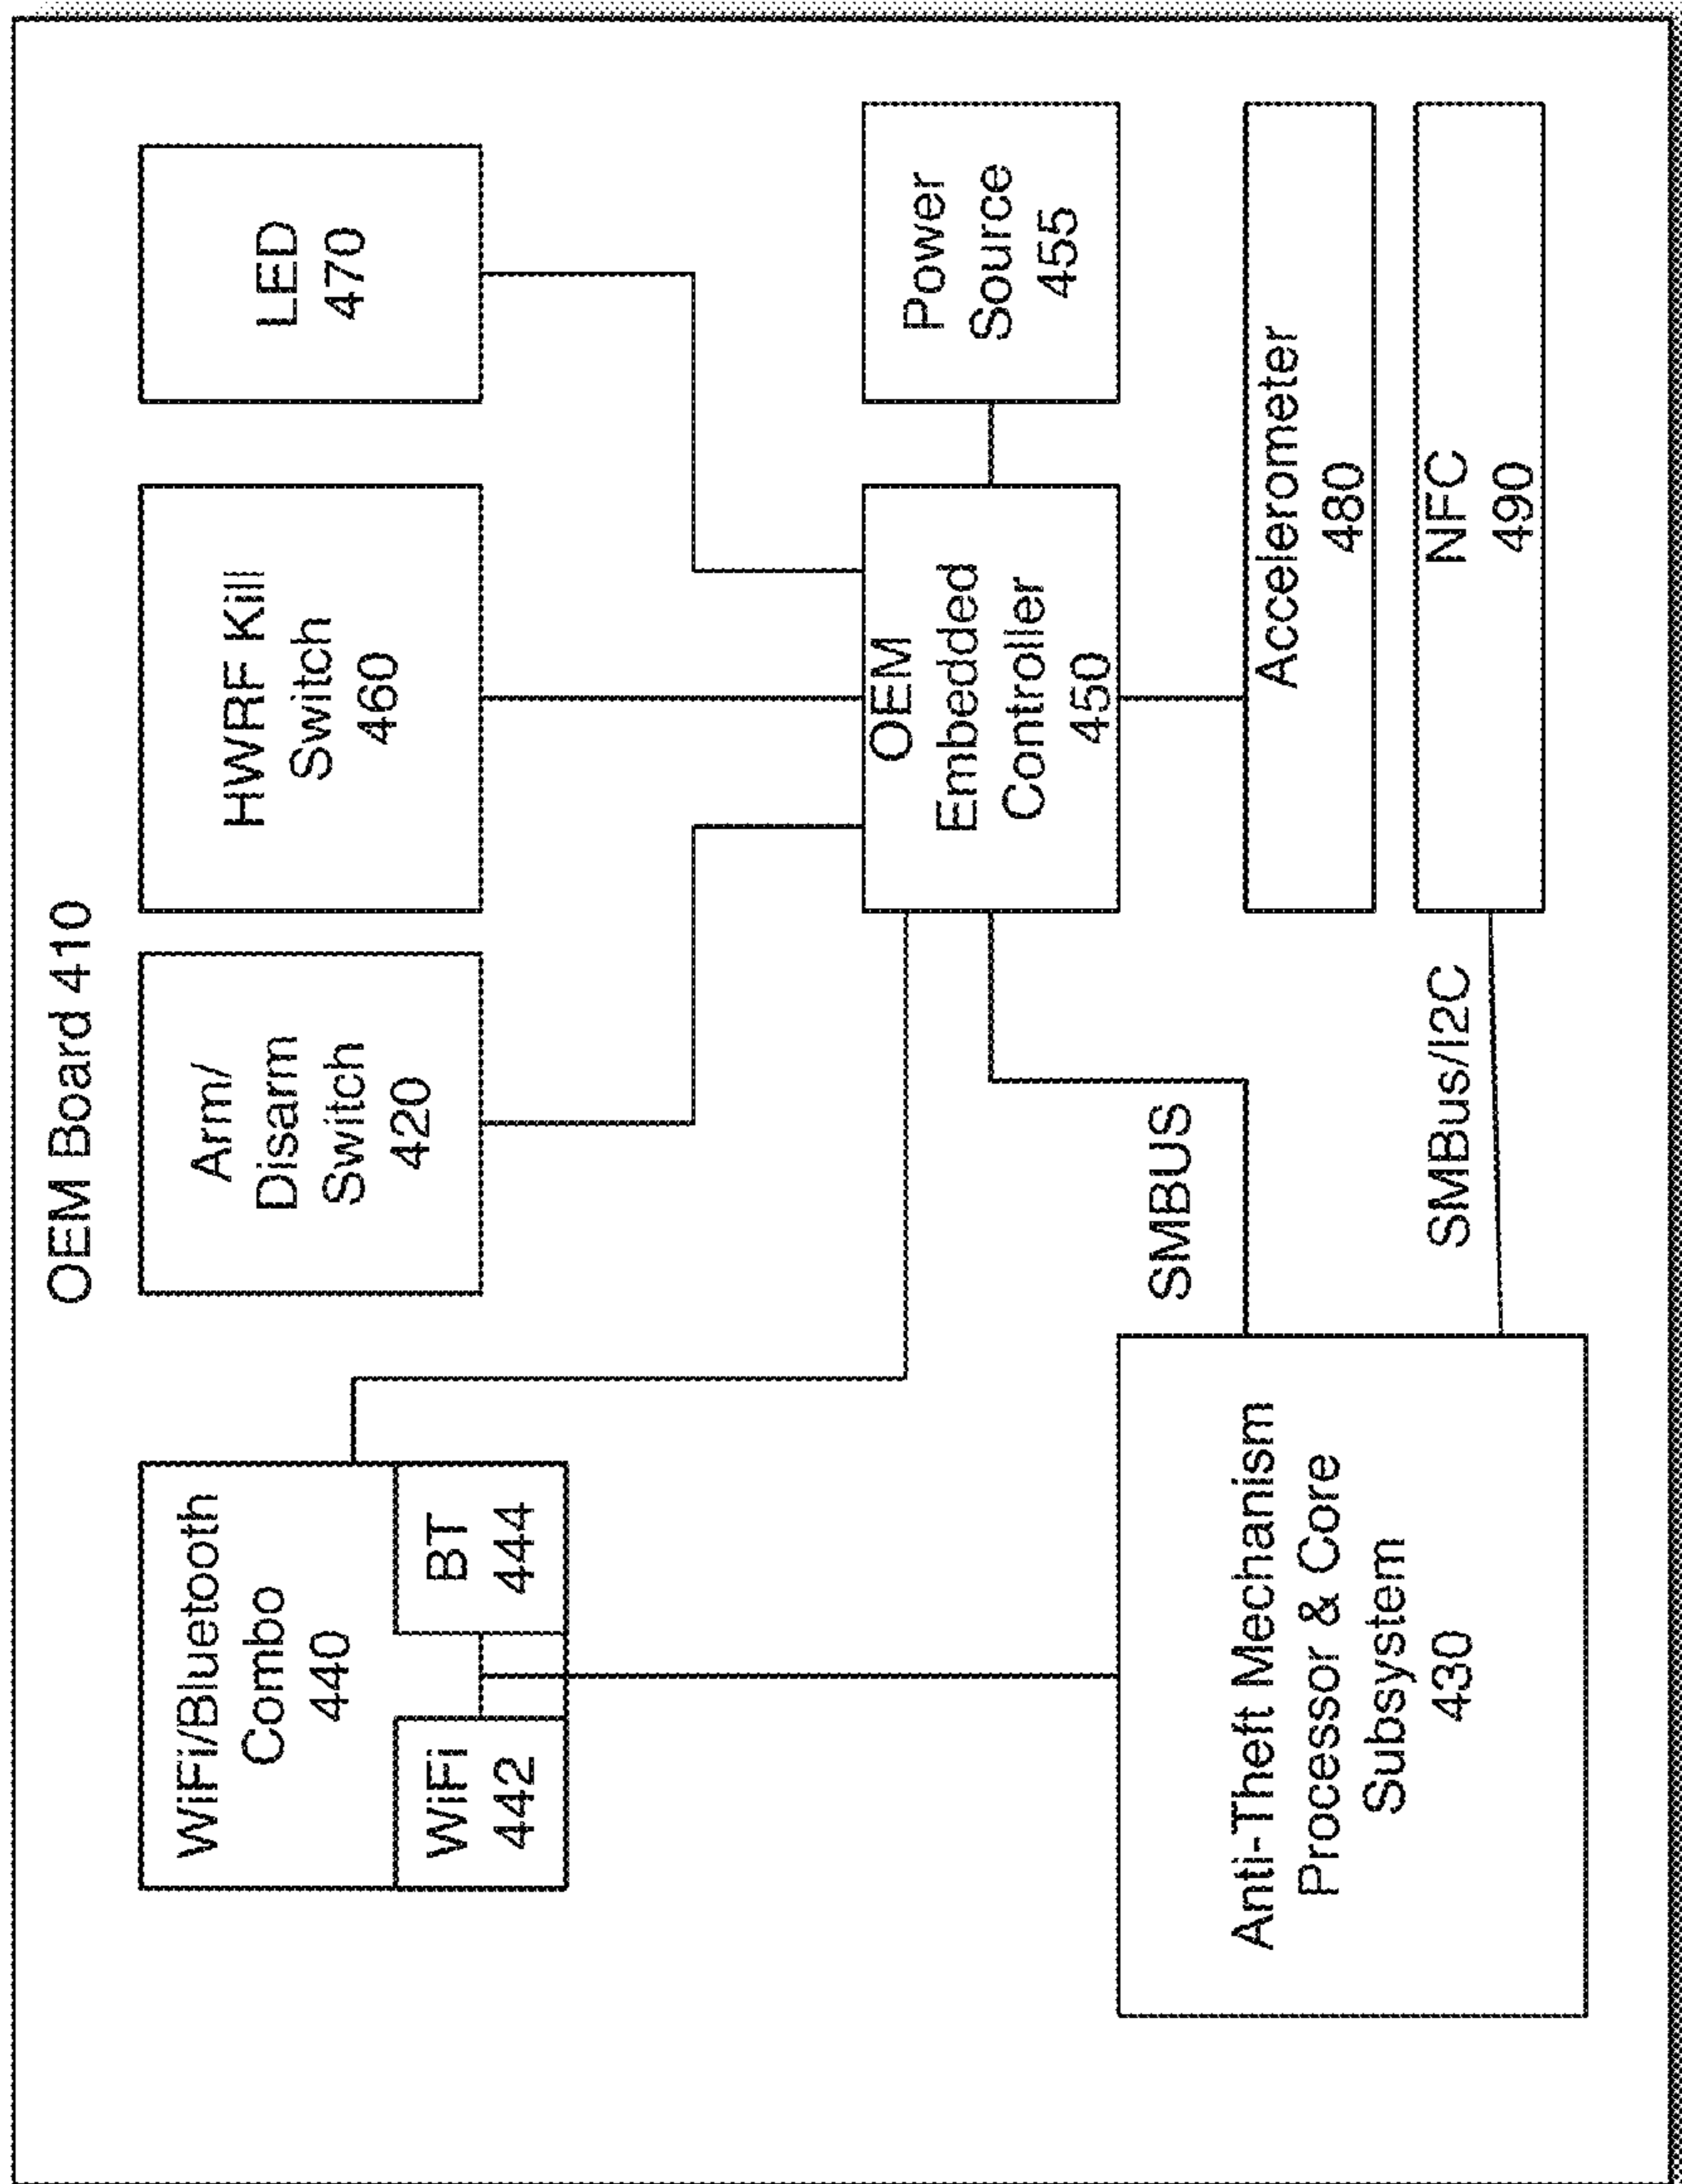 OEM Board 410
WiFi/Bluetooth
Combo
440
WiFi
442
BT
444
Arm/
Disarm
Switch
420
HWRF Kill
Switch
460
LED
470
OEM
Embedded
Controller
450
Power
Source
455
SMBUS
Anti-Theft Mechanism
Processor & Core
Subsystem
430
Accelerometer
480
SMBus/I2C
NFC
490